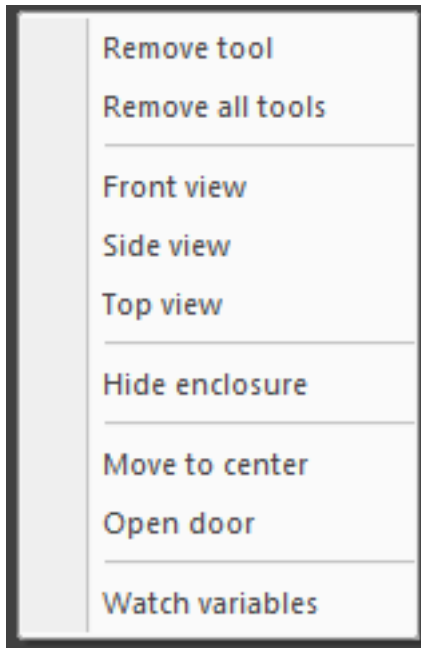 Remove tool
Remove all tools
Front view
Side view
Top view
Hide enclosure
Move to center
Open door
Watch variables